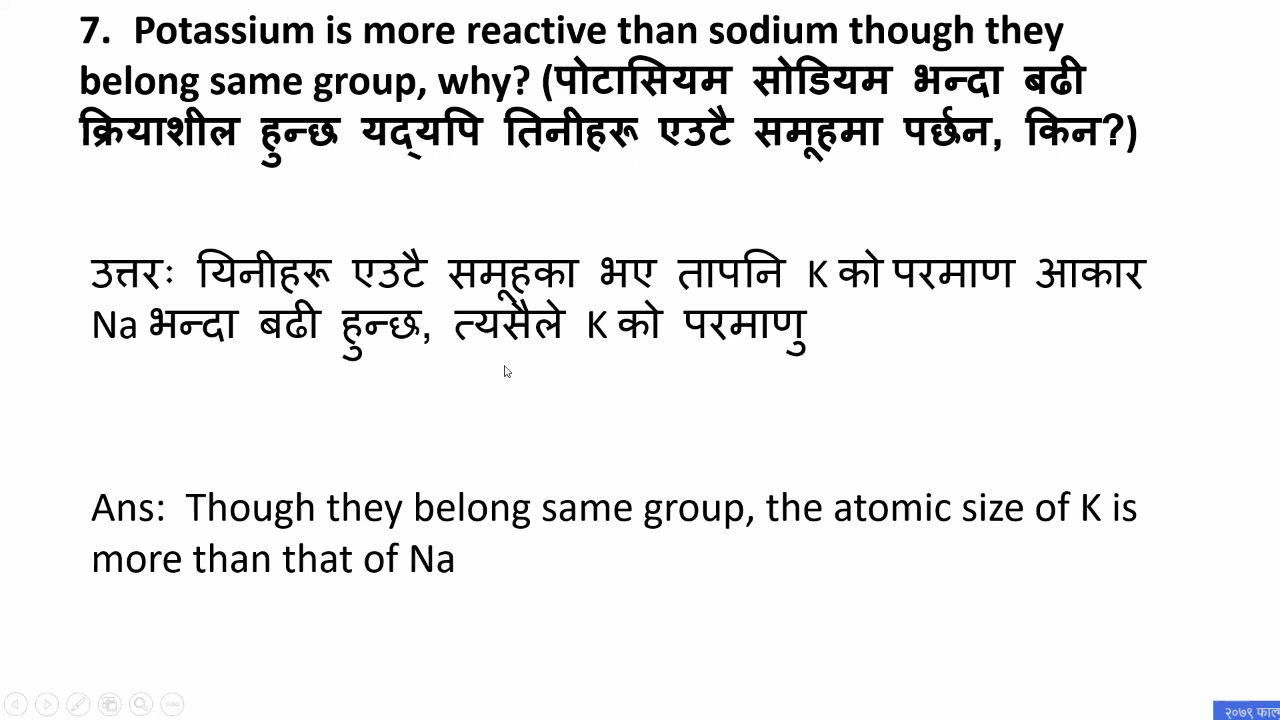 7. Potassium is more reactive than sodium though they
belong same group, why? (पोटासियम सोडियम भन्दा बढी
क्रियाशील हुन्छ यद्यपि तिनीहरू एउटै समूहमा पर्छन, किन?)
उत्तरः यिनीहरू एउटै समूहका भए तापनि K को परमाण आकार
Na भन्दा बढी हुन्छ, त्यसैले K को परमाणु
Ans: Though they belong same group, the atomic size of K is
more than that of Na
२०७९